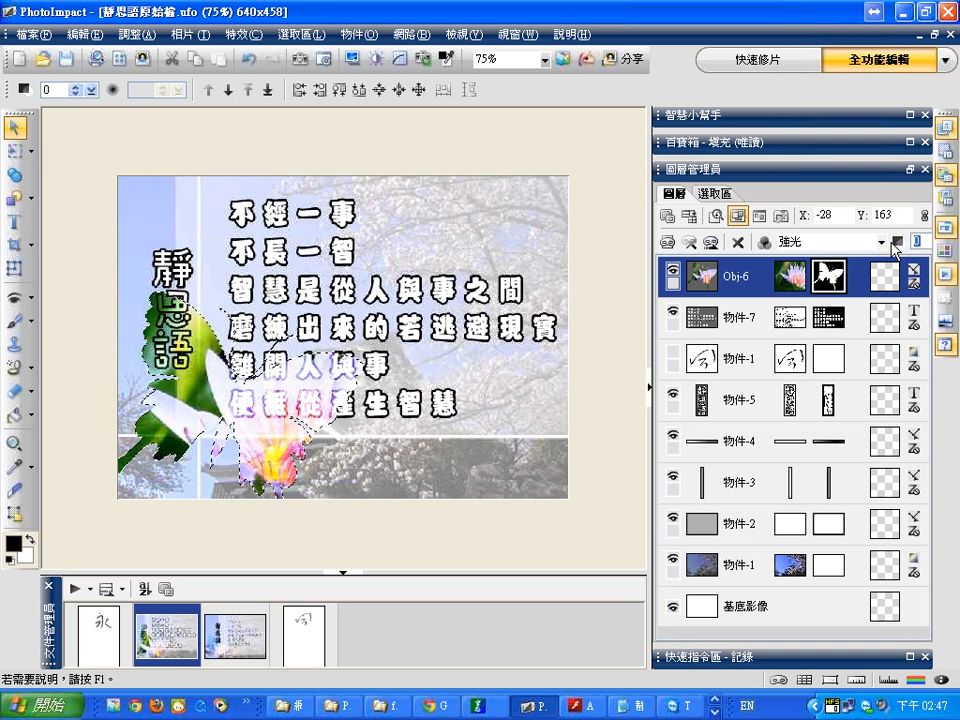 PhotoImpact - [靜思語原始檔.ufo (75%) 640x458]
檔案(F) 編輯(E) 調整(A) 相片(I) 特效(C) 選取區(L) 物件(O) 網路(B) 檢視(V) 視窗(W) 說明(H)
75% 分享 快速修片 全功能編輯
0
智慧小幫手
百寶箱 - 填充 (唯讀)
圖層管理員
圖層 選取區
X: -28 Y: 163
強光 0
Obj-6
物件-7
物件-1
物件-5
物件-4
物件-3
物件-2
物件-1
基底影像
靜思語
不經一事
不長一智
智慧是從人與事之間
磨練出來的若逃避現實
離開人與事
便無從產生智慧
文件管理員
永
快速指令區 - 記錄
若需要說明，請按 F1。
開始 P. f. G P. A T EN 下午 02:47